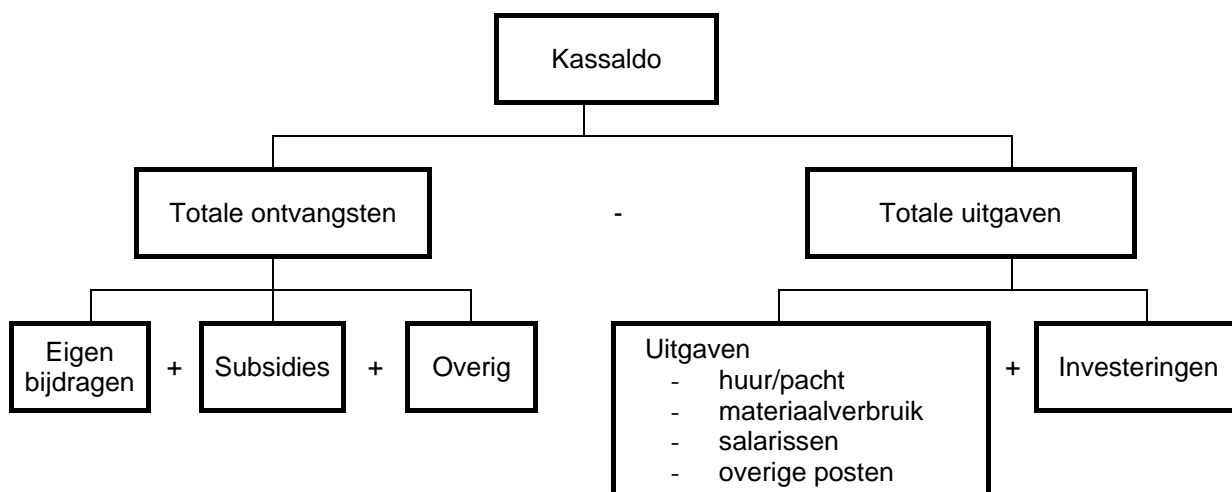 Kassaldo
Totale ontvangsten
-
Totale uitgaven
Eigen
bijdragen
+
Subsidies
+
Overig
Uitgaven
- huur/pacht
- materiaalverbruik
- salarissen
- overige posten
+
Investeringen